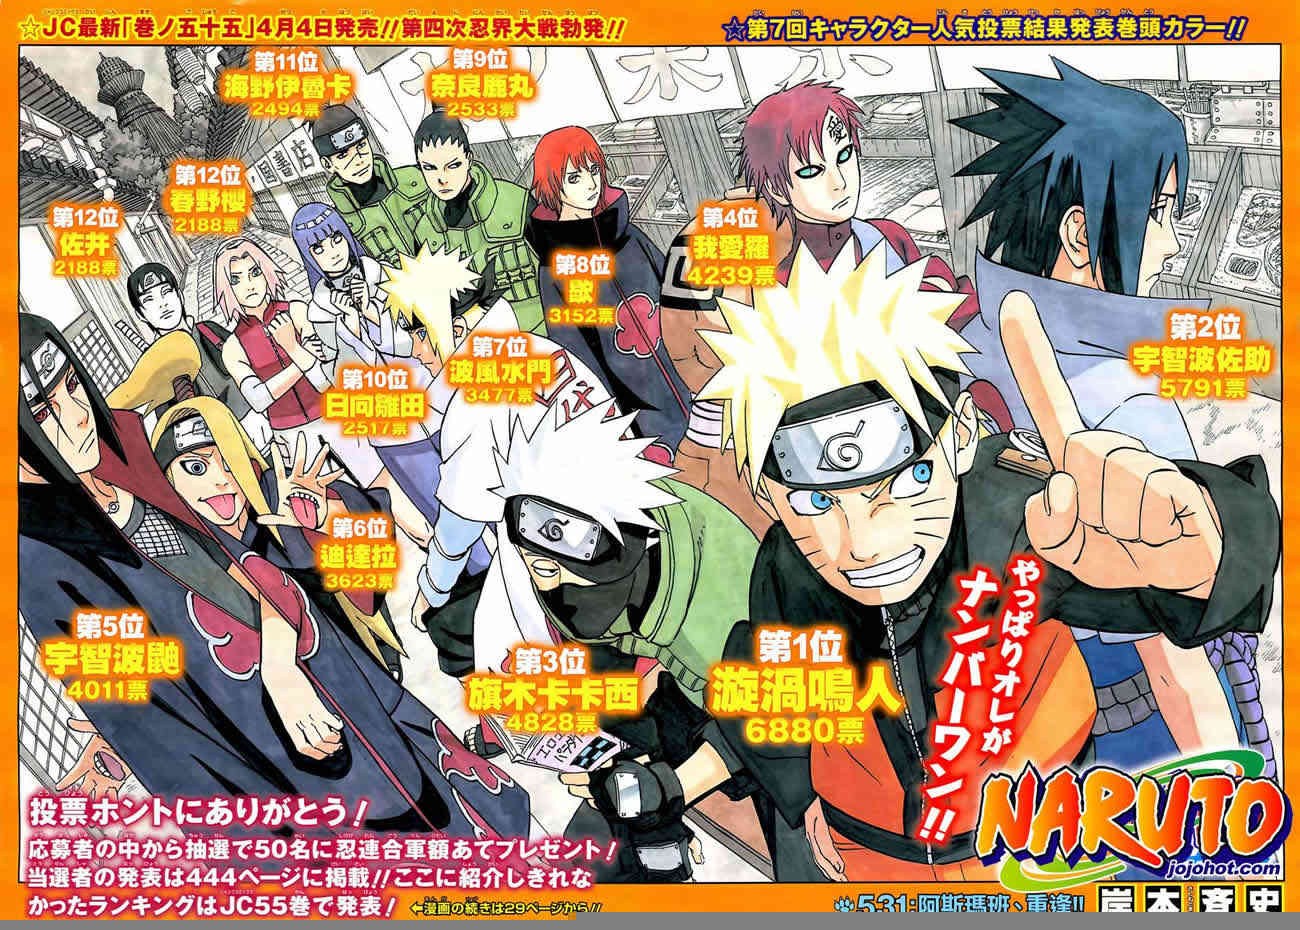 ☆JC最新「巻ノ五十五」4月4日発売!!第四次忍界大戦勃発!!
☆第7回キャラクター人気投票結果発表巻頭カラー!!
第11位
海野伊魯卡
2494票
第9位
奈良鹿丸
2533票
第12位
春野櫻
2188票
第12位
佐井
2188票
第4位
我愛羅
4239票
愛
第8位
蠍
3152票
第2位
宇智波佐助
5791票
第7位
波風水門
3477票
第10位
日向雛田
2517票
第6位
迪達拉
3623票
第5位
宇智波鼬
4011票
第3位
旗木卡卡西
4828票
第1位
漩渦鳴人
6880票
やっぱりオレが
ナンバーワン!!
投票ホントにありがとう!
応募者の中から抽選で50名に忍連合軍額あてプレゼント!
当選者の発表は444ページに掲載!!ここに紹介しきれな
かったランキングはJC55巻で発表!
←漫画の続きは29ページから!!
NARUTO
jojohot.com
531:阿斯瑪班、重逢!!
岸本斉史